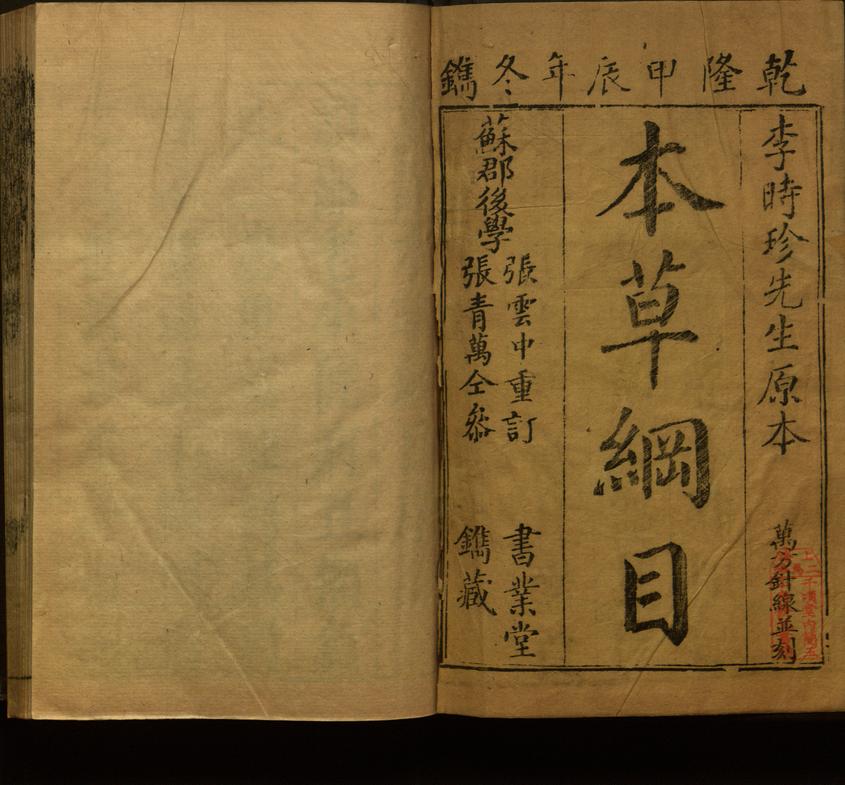 乾隆甲辰年冬鐫
李時珍先生原本
萬方針線並刻
本草綱目
蘇郡後學
張雲中重訂
張青萬仝叅
書業堂
鐫藏